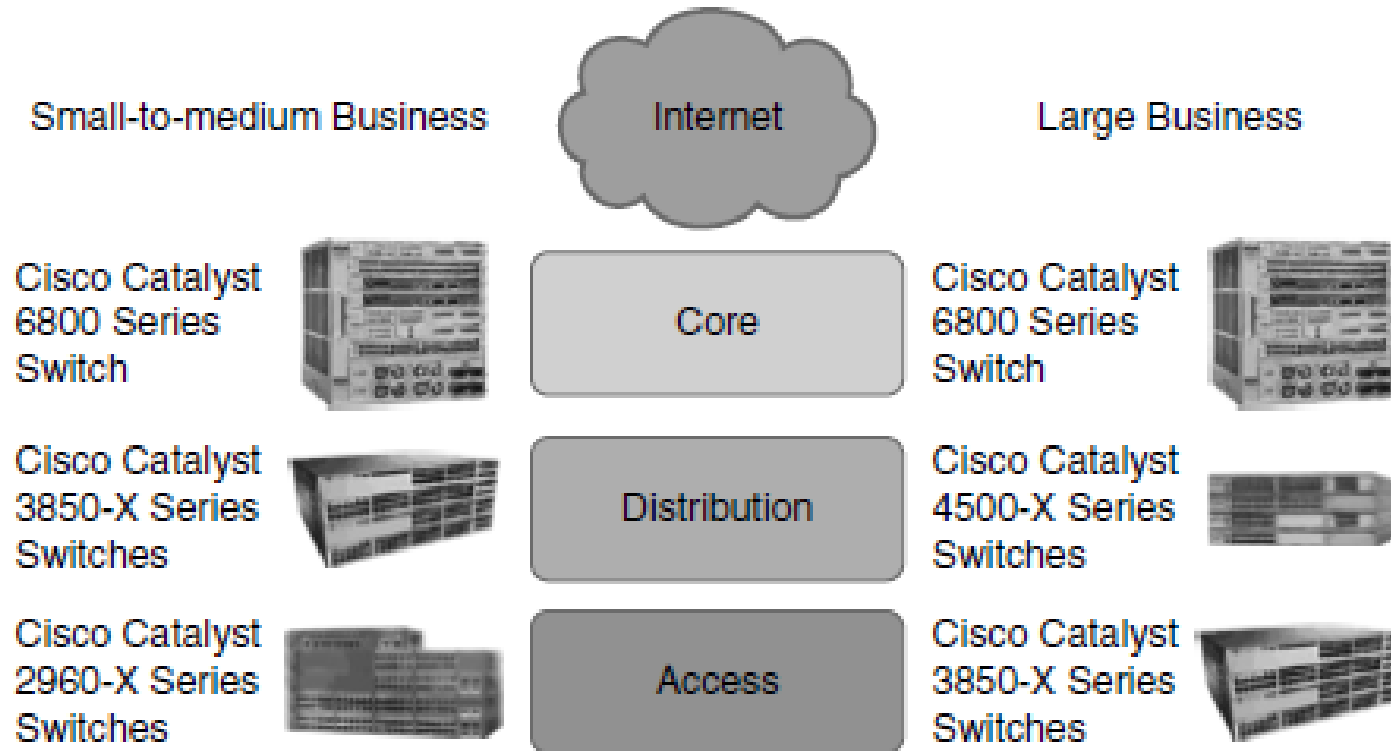 Small-to-medium Business
Internet
Large Business
Cisco Catalyst
6800 Series
Switch
Core
Cisco Catalyst
6800 Series
Switch
Cisco Catalyst
3850-X Series
Switches
Distribution
Cisco Catalyst
4500-X Series
Switches
Cisco Catalyst
2960-X Series
Switches
Access
Cisco Catalyst
3850-X Series
Switches